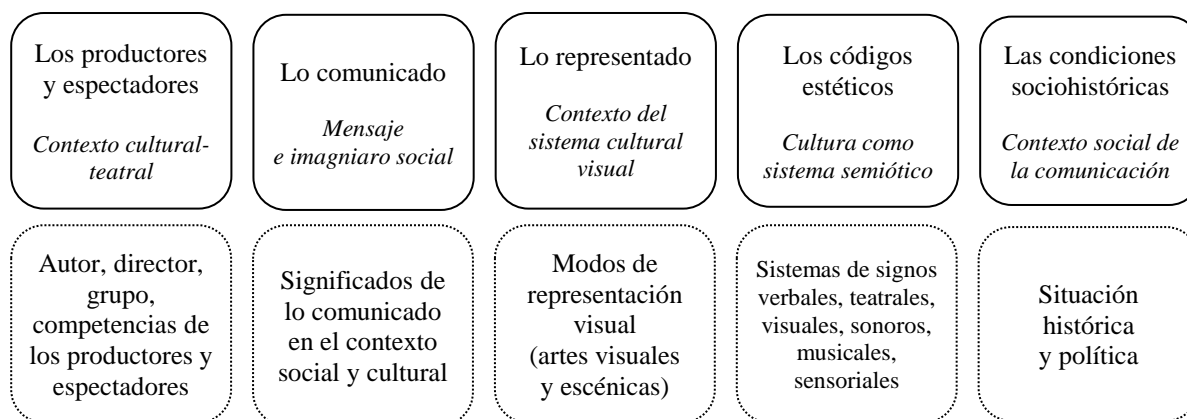 Los productores
y espectadores
Contexto cultural-
teatral
Lo comunicado
Mensaje
e imagniaro social
Lo representado
Contexto del
sistema cultural
visual
Los códigos
estéticos
Cultura como
sistema semiótico
Las condiciones
sociohistóricas
Contexto social de
la comunicación
Autor, director,
grupo,
competencias de
los productores y
espectadores
Significados de
lo comunicado
en el contexto
social y cultural
Modos de
representación
visual
(artes visuales
y escénicas)
Sistemas de signos
verbales, teatrales,
visuales, sonoros,
musicales,
sensoriales
Situación
histórica
y política